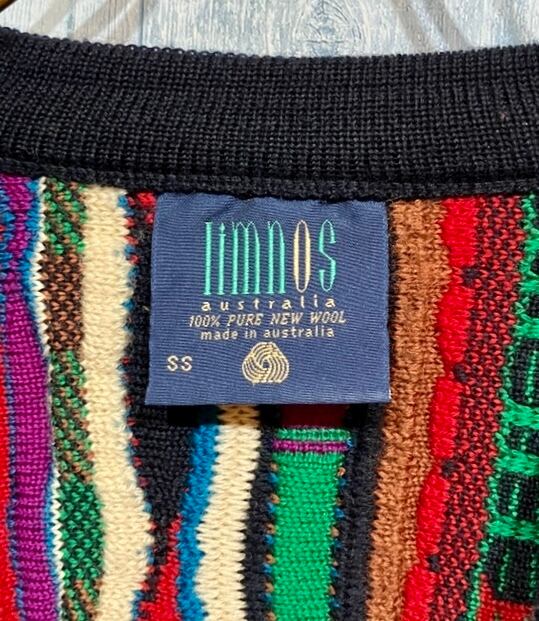 limnos
australia
100% PURE NEW WOOL
made in australia
SS